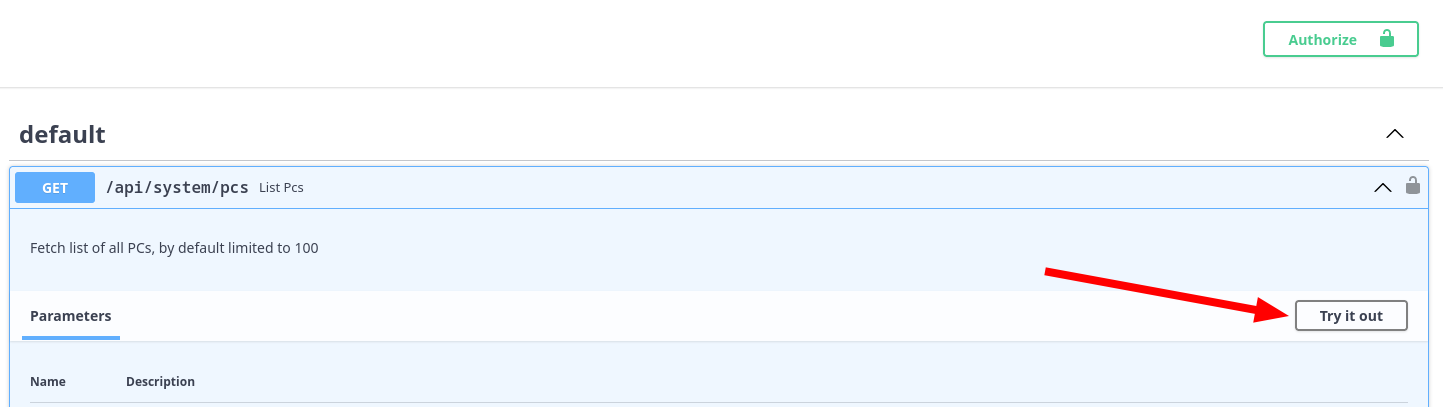 Authorize
default
GET /api/system/pcs List Pcs
Fetch list of all PCs, by default limited to 100
Parameters Try it out
Name Description